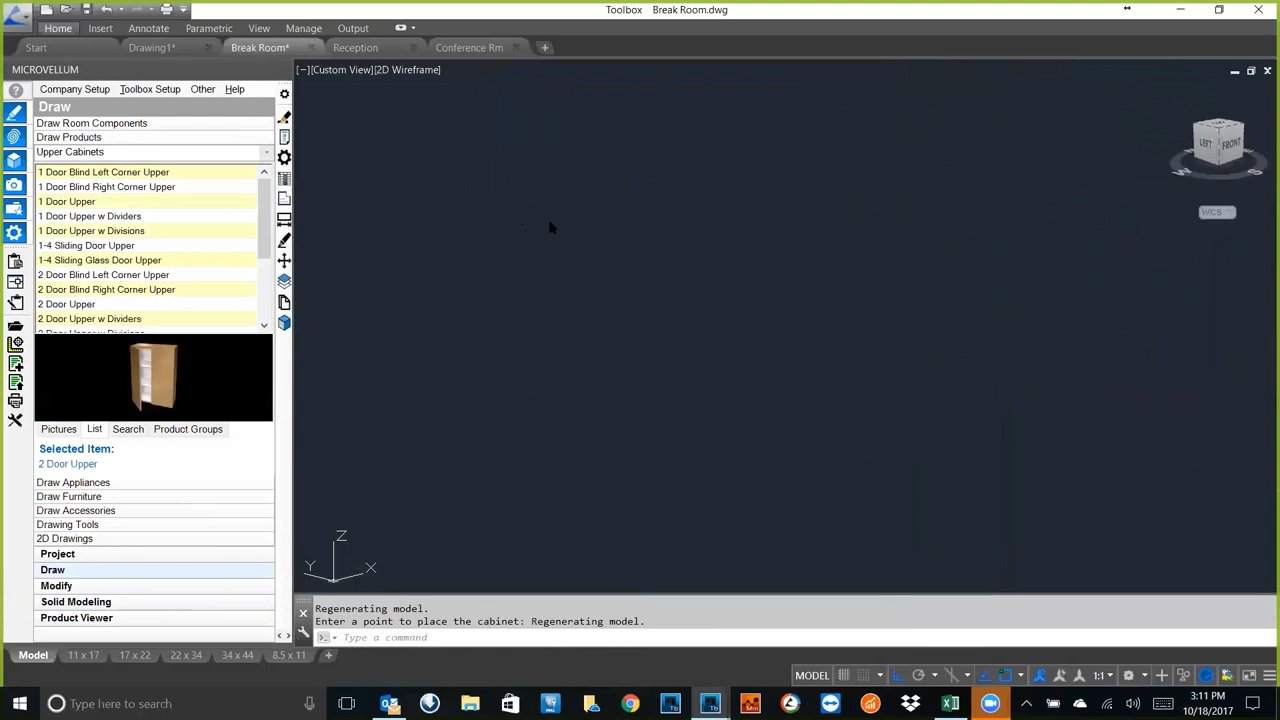 Toolbox Break Room.dwg
Home Insert Annotate Parametric View Manage Output
Start Drawing1* Break Room* Reception Conference Rm
MICROVELLUM
[−][Custom View][2D Wireframe]
Company Setup Toolbox Setup Other Help
Draw
Draw Room Components
Draw Products
Upper Cabinets
1 Door Blind Left Corner Upper
1 Door Blind Right Corner Upper
1 Door Upper
1 Door Upper w Dividers
1 Door Upper w Divisions
1-4 Sliding Door Upper
1-4 Sliding Glass Door Upper
2 Door Blind Left Corner Upper
2 Door Blind Right Corner Upper
2 Door Upper
2 Door Upper w Dividers
2 Door Upper w Divisions
LEFT FRONT
S
WCS
Pictures List Search Product Groups
Selected Item:
2 Door Upper
Draw Appliances
Draw Furniture
Draw Accessories
Drawing Tools
2D Drawings
Project
Draw
Modify
Solid Modeling
Product Viewer
Z
Y X
Regenerating model.
Enter a point to place the cabinet: Regenerating model.
Type a command
Model 11 x 17 17 x 22 22 x 34 34 x 44 8.5 x 11
MODEL 1:1
Type here to search
3:11 PM
10/18/2017